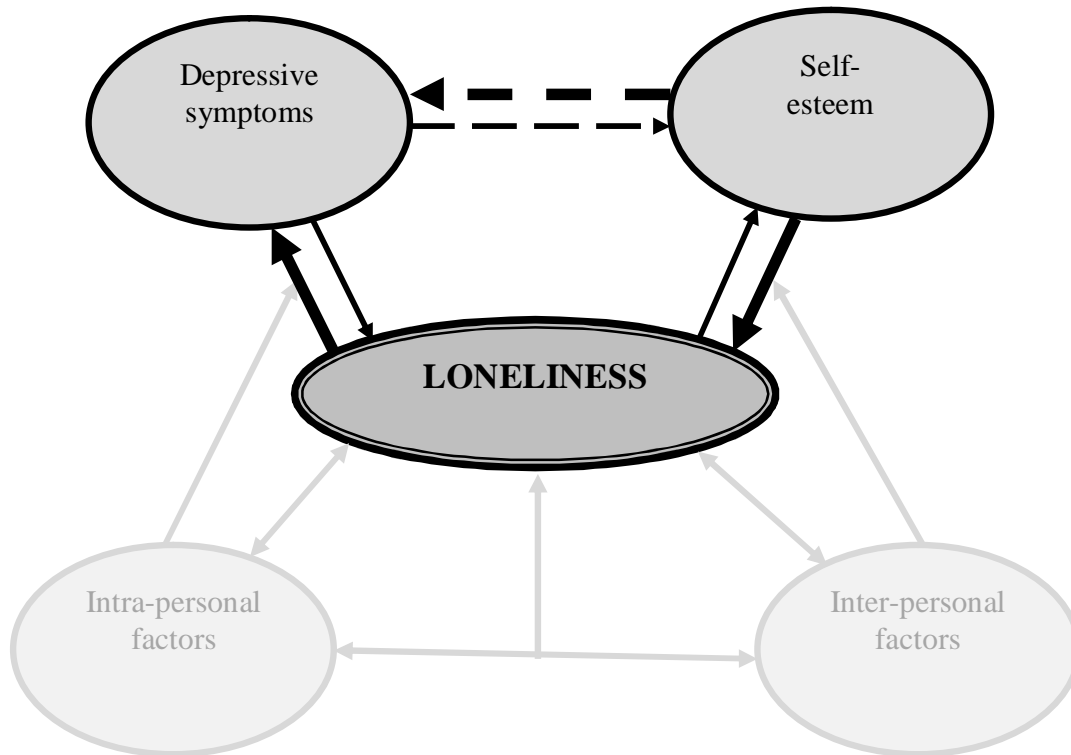 Depressive
symptoms
Self-
esteem
LONELINESS
Intra-personal
factors
Inter-personal
factors